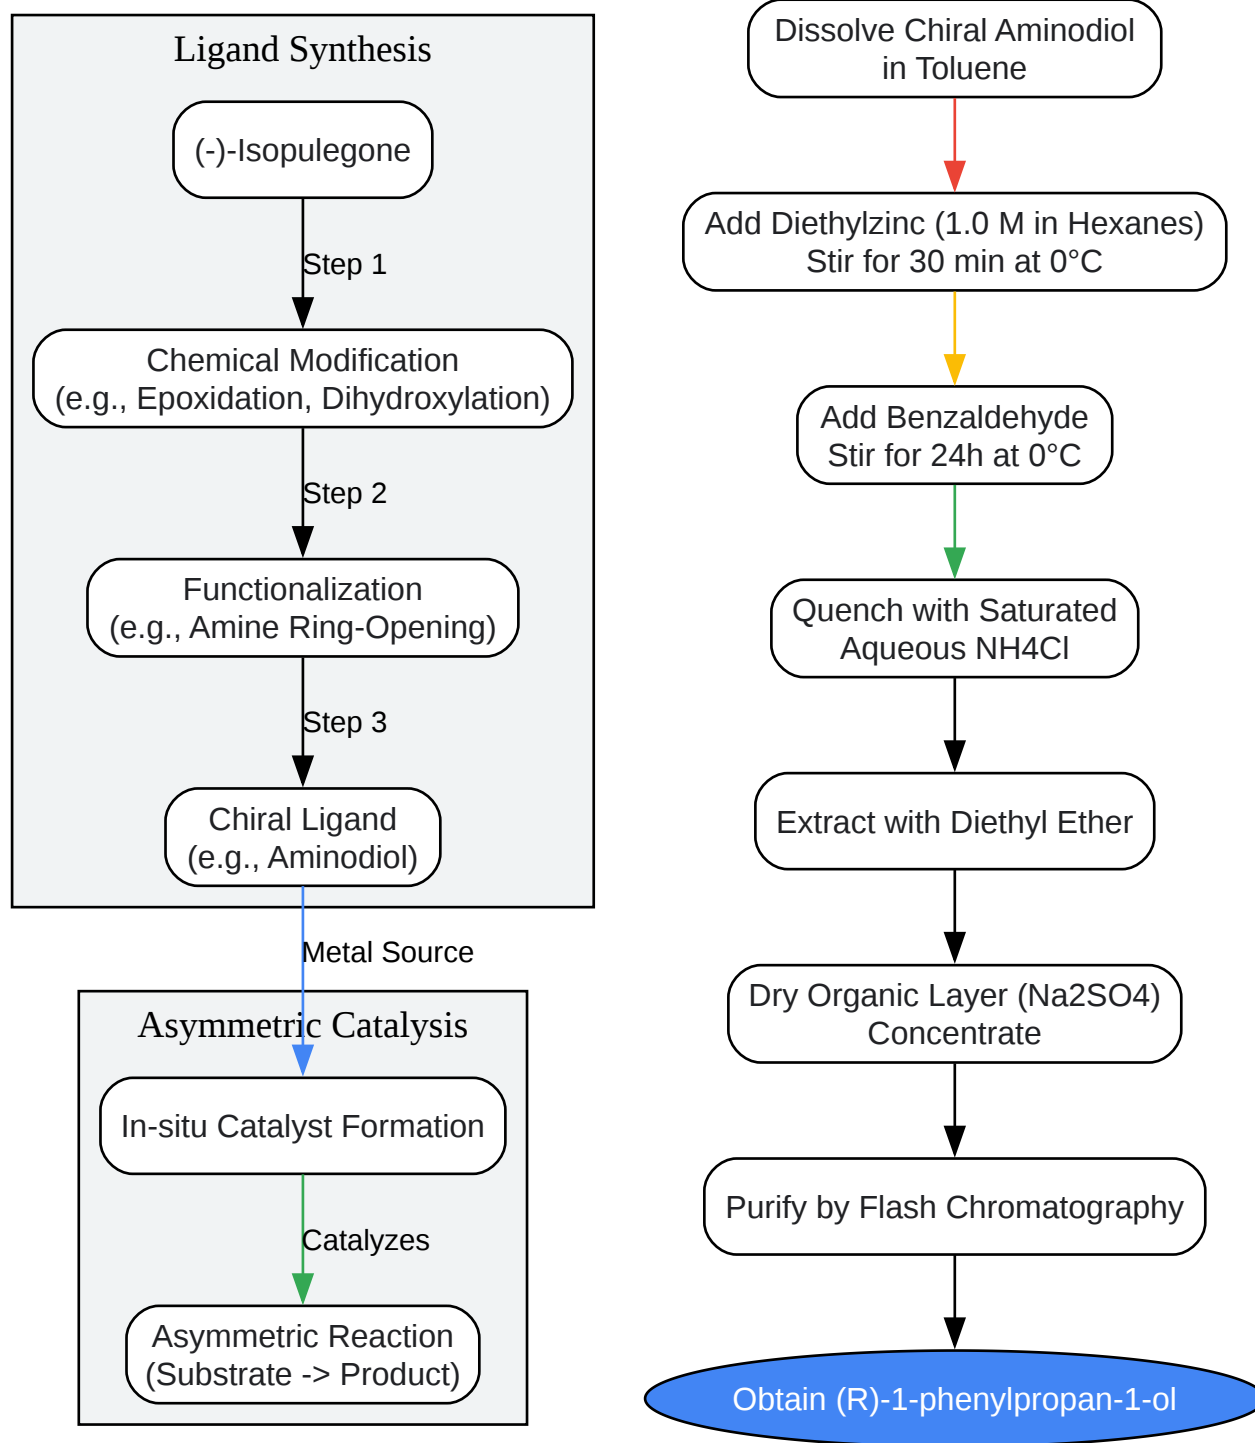 Ligand Synthesis
(-)-Isopulegone
Step 1
Chemical Modification
(e.g., Epoxidation, Dihydroxylation)
Step 2
Functionalization
(e.g., Amine Ring-Opening)
Step 3
Chiral Ligand
(e.g., Aminodiol)
Metal Source
Asymmetric Catalysis
In-situ Catalyst Formation
Catalyzes
Asymmetric Reaction
(Substrate -> Product)
Dissolve Chiral Aminodiol
in Toluene
Add Diethylzinc (1.0 M in Hexanes)
Stir for 30 min at 0°C
Add Benzaldehyde
Stir for 24h at 0°C
Quench with Saturated
Aqueous NH4Cl
Extract with Diethyl Ether
Dry Organic Layer (Na2SO4)
Concentrate
Purify by Flash Chromatography
Obtain (R)-1-phenylpropan-1-ol